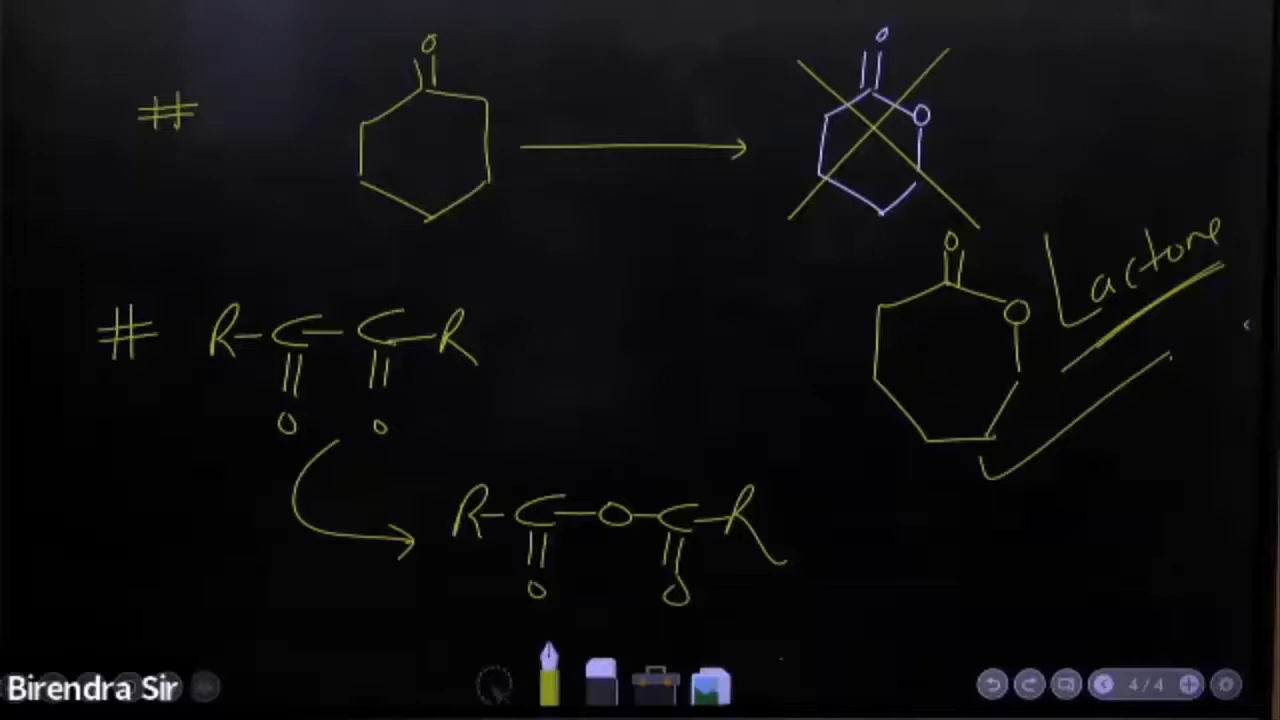 #
O
O
O
O
O
Lactone
# R-C-C-R
O O
R-C-O-C-R
O O
Birendra Sir
4/4